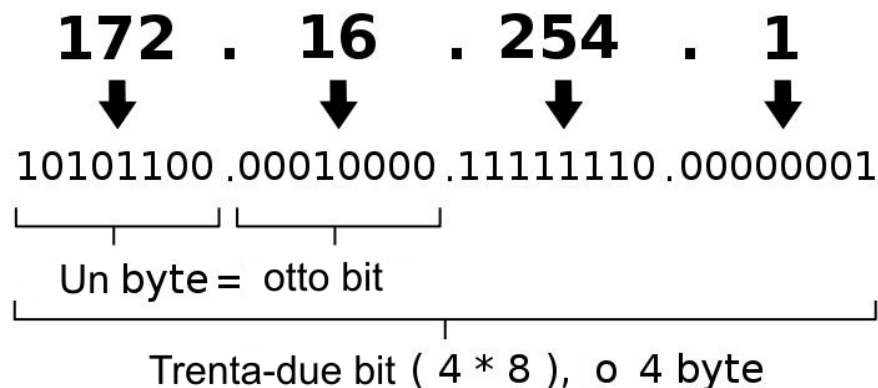 172 . 16 . 254 . 1
10101100 .00010000 .11111110 .00000001
Un byte = otto bit
Trenta-due bit ( 4 * 8 ), o 4 byte